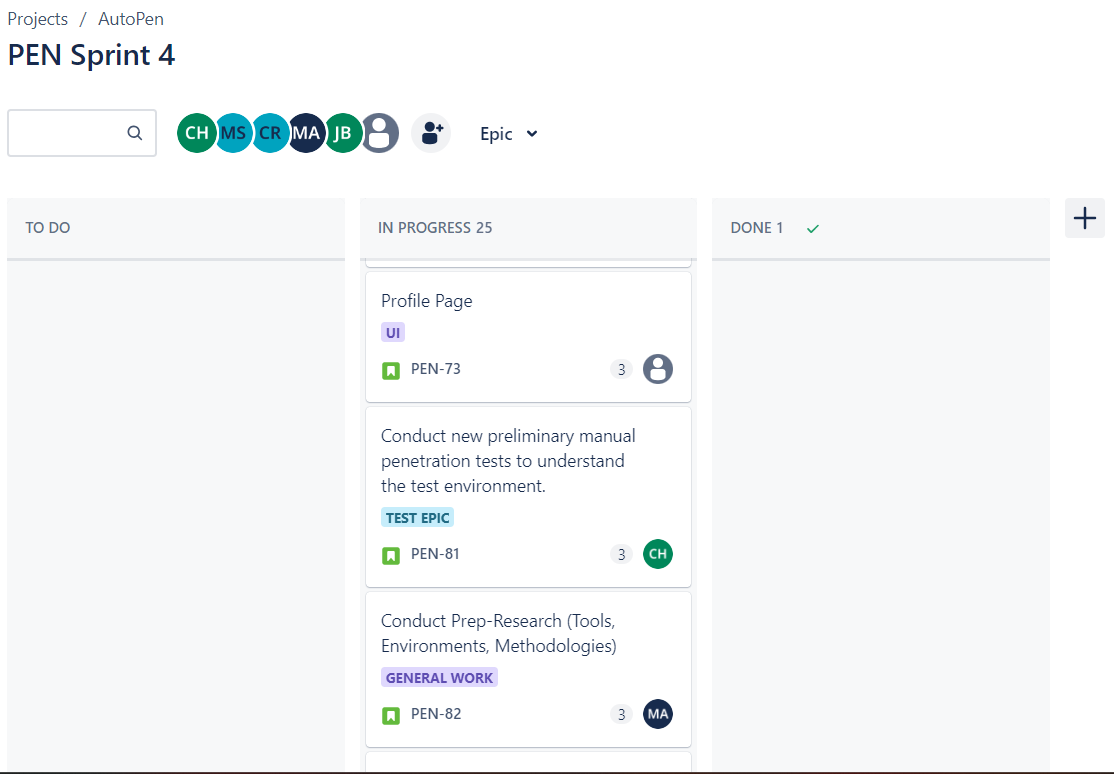 Projects / AutoPen
PEN Sprint 4
CH MS CR MA JB Epic
TO DO
IN PROGRESS 25
DONE 1
Profile Page
UI
PEN-73 3
Conduct new preliminary manual
penetration tests to understand
the test environment.
TEST EPIC
PEN-81 3 CH
Conduct Prep-Research (Tools,
Environments, Methodologies)
GENERAL WORK
PEN-82 3 MA